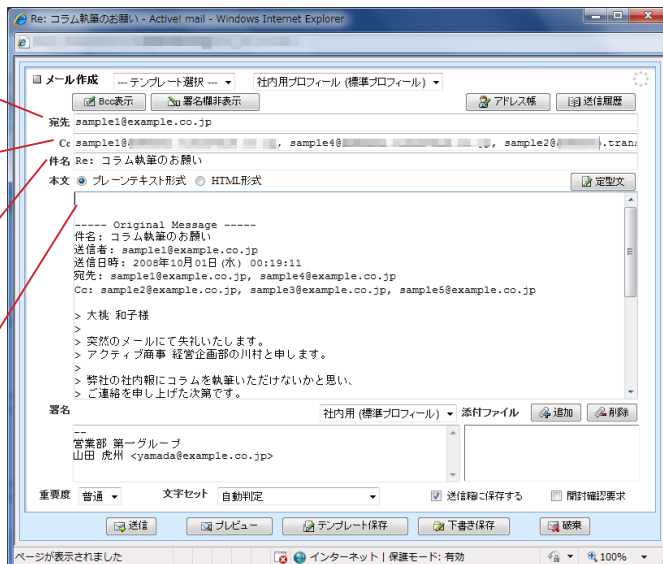 Re: コラム執筆のお願い - Active! mail - Windows Internet Explorer
メール作成 --- テンプレート選択 --- 社内用プロフィール (標準プロフィール)
Bcc表示 署名欄非表示 アドレス帳 送信履歴
宛先 sample1@example.co.jp
Cc sample1@ , sample4@ , sample2@ .trans
件名 Re: コラム執筆のお願い
本文 プレーンテキスト形式 HTML形式 定型文
----- Original Message -----
件名: コラム執筆のお願い
送信者: sample1@example.co.jp
送信日時: 2008年10月01日(水) 00:19:11
宛先: sample1@example.co.jp, sample4@example.co.jp
Cc: sample2@example.co.jp, sample3@example.co.jp, sample5@example.co.jp
> 大桃 和子様
>
> 突然のメールにて失礼いたします。
> アクティブ商事 経営企画部の川村と申します。
>
> 弊社の社内報にコラムを執筆いただけないかと思い、
> ご連絡を申し上げた次第です。
署名 社内用 (標準プロフィール) 添付ファイル 追加 削除
--
営業部 第一グループ
山田 虎州 <yamada@example.co.jp>
重要度 普通 文字セット 自動判定 送信箱に保存する 開封確認要求
送信 プレビュー テンプレート保存 下書き保存 破棄
ページが表示されました インターネット | 保護モード: 有効 100%